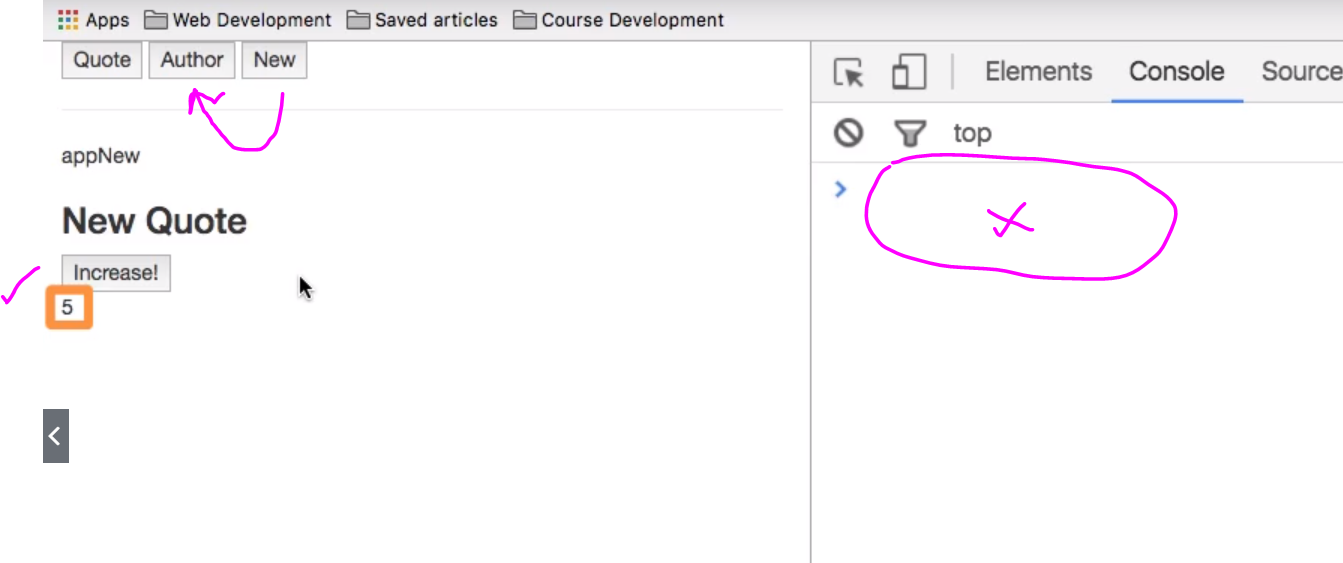 Apps Web Development Saved articles Course Development
Quote Author New
Elements Console Source
top
appNew
New Quote
Increase!
5